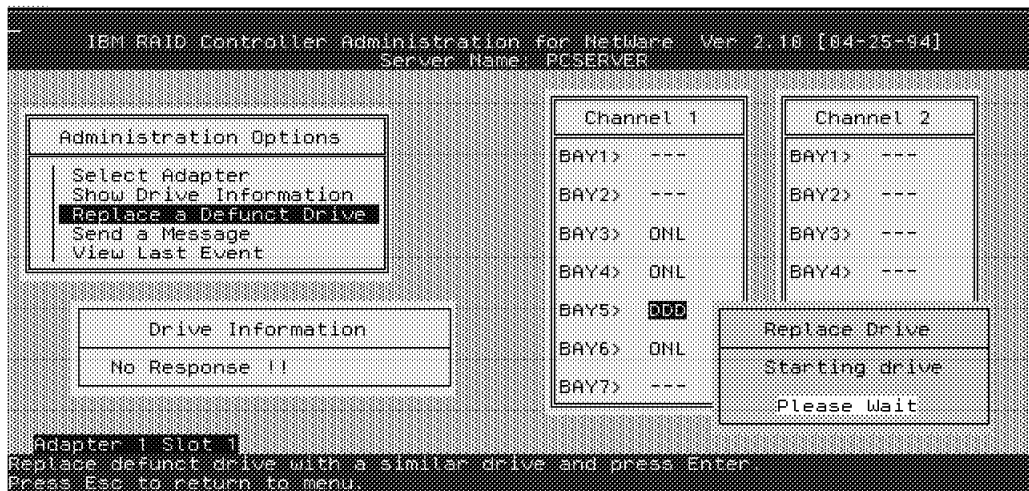 IBM RAID Controller Administration for NetWare Ver 2.10 [04-25-94]
Server Name: PCSERVER
Administration Options
Select Adapter
Show Drive Information
Replace a Defunct Drive
Send a Message
View Last Event
Drive Information
No Response !!
Channel 1
BAY1> ---
BAY2> ---
BAY3> ONL
BAY4> ONL
BAY5> DDD
BAY6> ONL
BAY7> ---
Channel 2
BAY1> ---
BAY2> ---
BAY3> ---
BAY4> ---
Replace Drive
Starting drive
Please Wait
Adapter 1 Slot 1
Replace defunct drive with a similar drive and press Enter.
Press Esc to return to menu.